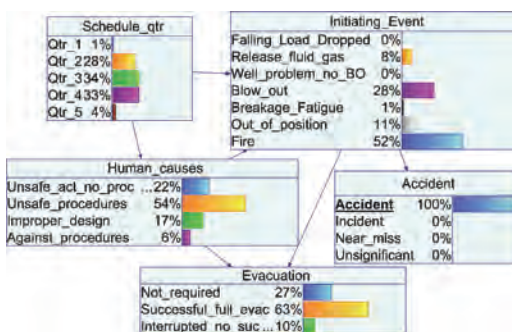 Schedule_qtr
Qtr_1 1%
Qtr_228%
Qtr_334%
Qtr_433%
Qtr_5 4%
Initiating_Event
Falling_Load_Dropped 0%
Release_fluid_gas 8%
Well_problem_no_BO 0%
Blow_out 28%
Breakage_Fatigue 1%
Out_of_position 11%
Fire 52%
Human_causes
Unsafe_act_no_proc ...22%
Unsafe_procedures 54%
Improper_design 17%
Against_procedures 6%
Accident
Accident 100%
Incident 0%
Near_miss 0%
Unsignificant 0%
Evacuation
Not_required 27%
Successful_full_evac 63%
Interrupted_no_suc ...10%